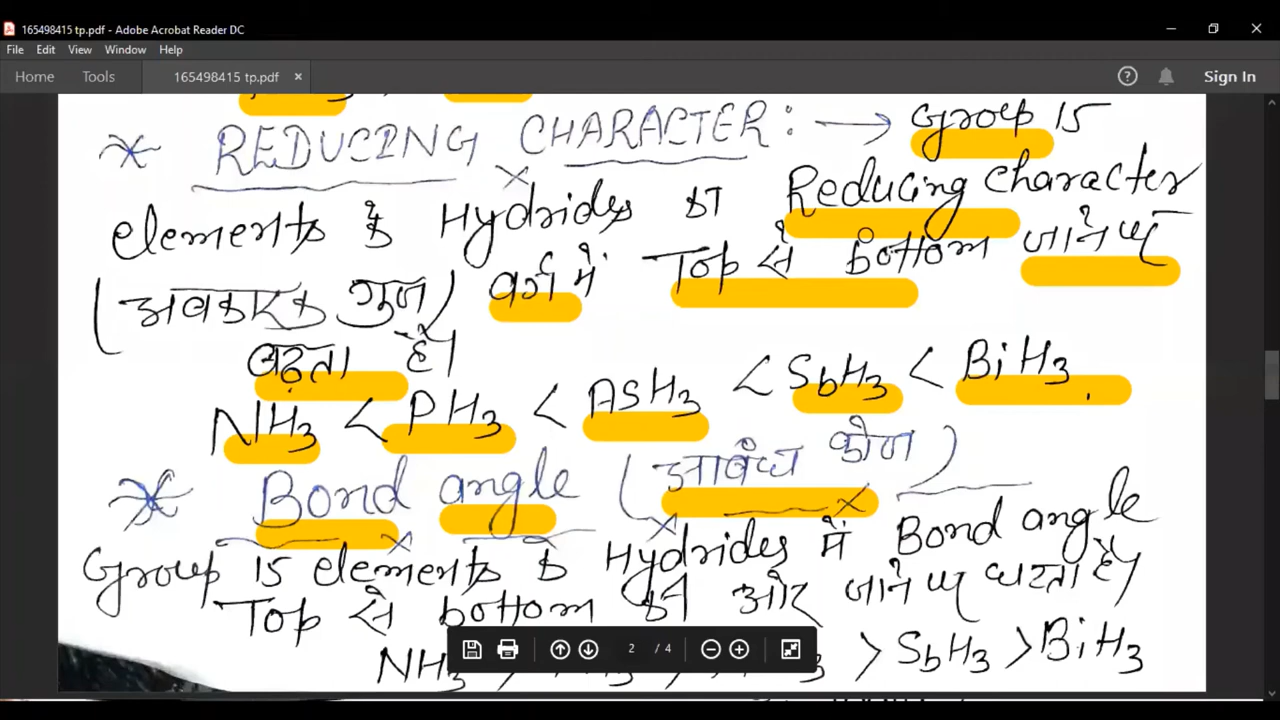 165498415 tp.pdf - Adobe Acrobat Reader DC
File Edit View Window Help
Home Tools 165498415 tp.pdf × Sign In
REDUCING CHARACTER: → Group 15
elements के Hydrides का Reducing character
(अवकारक गुण) वर्ग में Top से bottom जाने पर
बढ़ता है।
NH3 < PH3 < ASH3 < SbH3 < BiH3.
* Bond angle (आबंध कोण)
Group 15 elements के Hydrides में Bond angle
Top से bottom की ओर जाने पर घटता है।
NH3 > > > SbH3 > BiH3
2 / 4